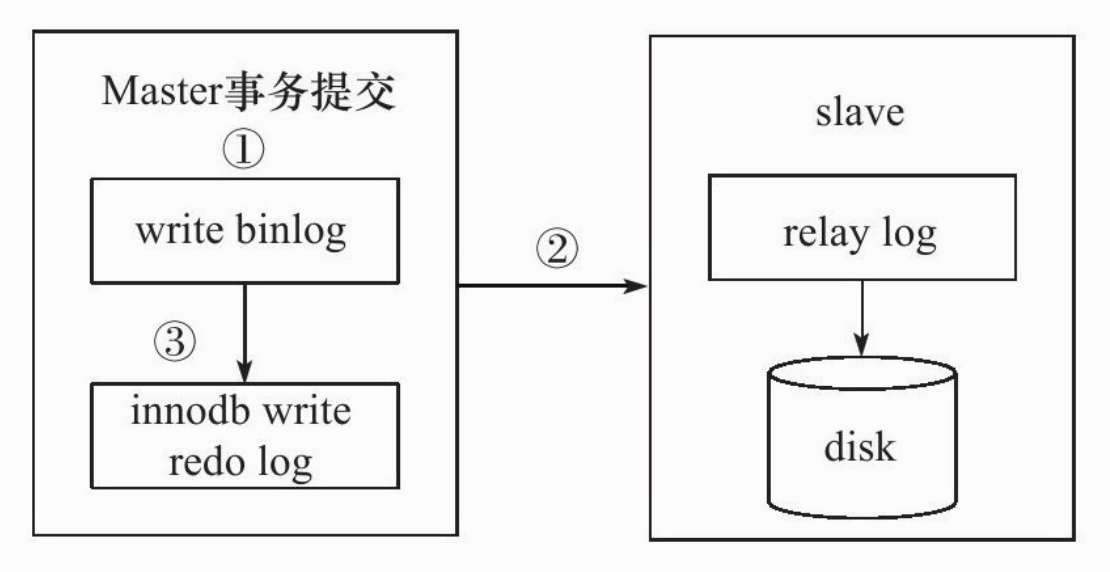 Master事务提交
①
write binlog
③
innodb write
redo log
②
slave
relay log
disk